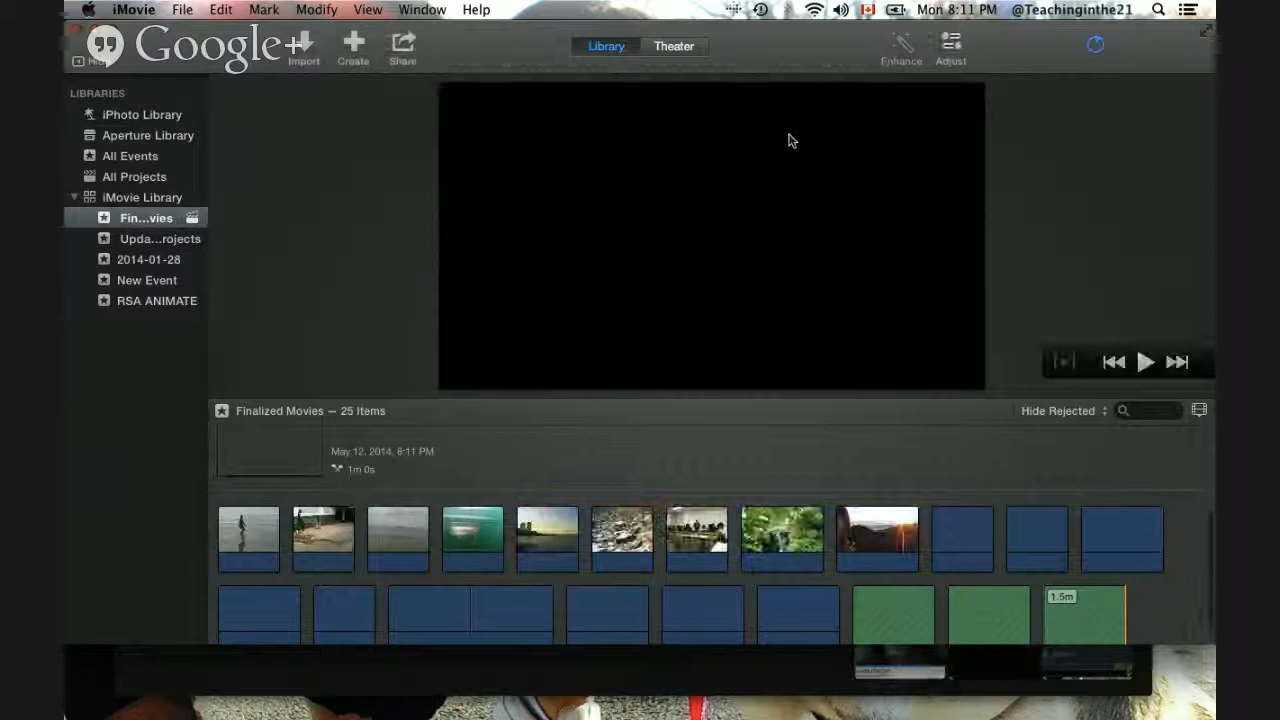 iMovie File Edit Mark Modify View Window Help Mon 8:11 PM @Teachinginthe21
Google+
Import Create Share Library Theater Enhance Adjust
LIBRARIES
iPhoto Library
Aperture Library
All Events
All Projects
iMovie Library
Fin...vies
Upda...rojects
2014-01-28
New Event
RSA ANIMATE
Finalized Movies – 25 Items Hide Rejected
May 12, 2014, 8:11 PM
1m 0s
1.5m